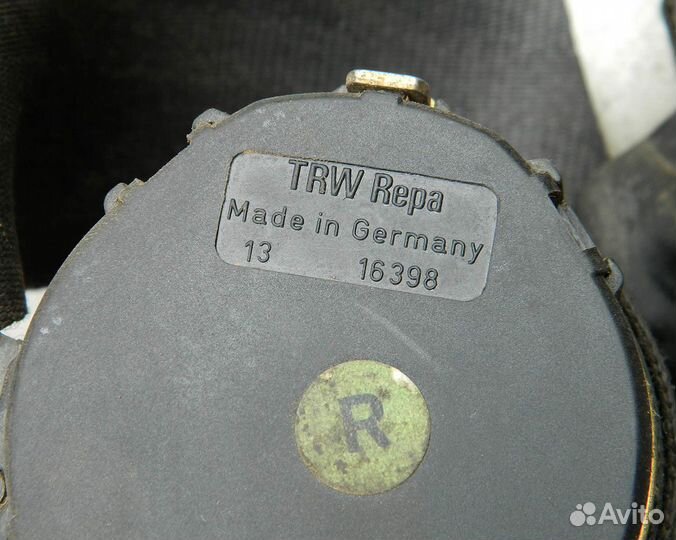 TRW Repa
Made in Germany
13 16398
R
Avito